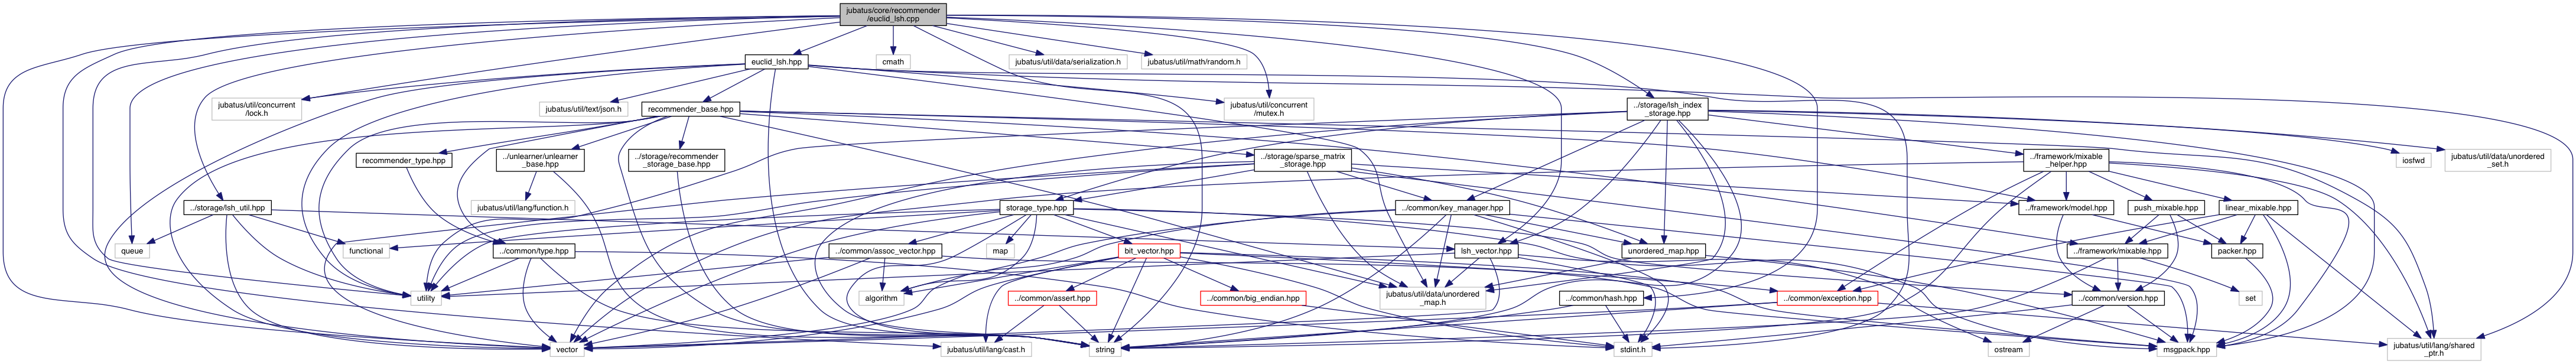 jubatus/core/recommender
/euclid_lsh.cpp
euclid_lsh.hpp
cmath
jubatus/util/data/serialization.h
jubatus/util/math/random.h
jubatus/util/concurrent
/lock.h
jubatus/util/text/json.h
recommender_base.hpp
jubatus/util/concurrent
/mutex.h
../storage/lsh_index
_storage.hpp
recommender_type.hpp
../unlearner/unlearner
_base.hpp
../storage/recommender
_storage_base.hpp
../storage/sparse_matrix
_storage.hpp
../framework/mixable
_helper.hpp
iosfwd
jubatus/util/data/unordered
_set.h
jubatus/util/lang/function.h
../storage/lsh_util.hpp
storage_type.hpp
../common/key_manager.hpp
../framework/model.hpp
push_mixable.hpp
linear_mixable.hpp
queue
functional
../common/type.hpp
../common/assoc_vector.hpp
map
bit_vector.hpp
lsh_vector.hpp
unordered_map.hpp
../framework/mixable.hpp
packer.hpp
utility
algorithm
../common/assert.hpp
../common/big_endian.hpp
jubatus/util/data/unordered
_map.h
../common/hash.hpp
../common/exception.hpp
../common/version.hpp
set
vector
jubatus/util/lang/cast.h
string
stdint.h
ostream
msgpack.hpp
jubatus/util/lang/shared
_ptr.h